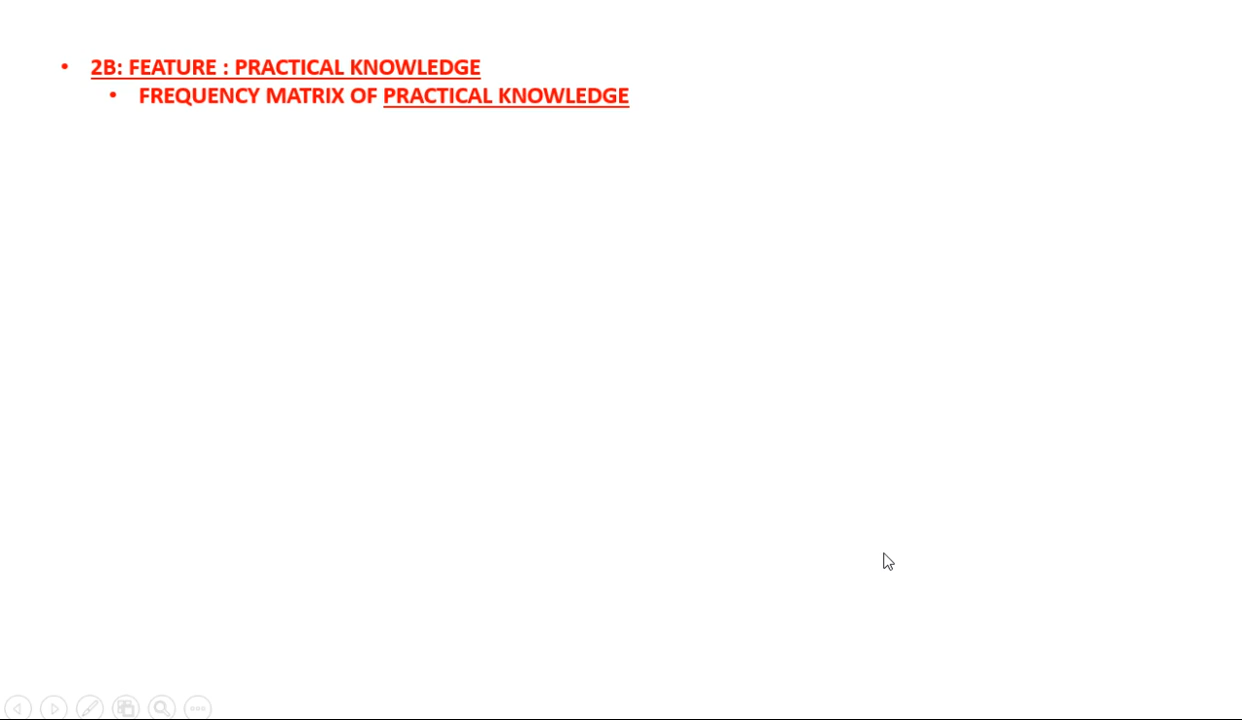 • 2B: FEATURE : PRACTICAL KNOWLEDGE
• FREQUENCY MATRIX OF PRACTICAL KNOWLEDGE